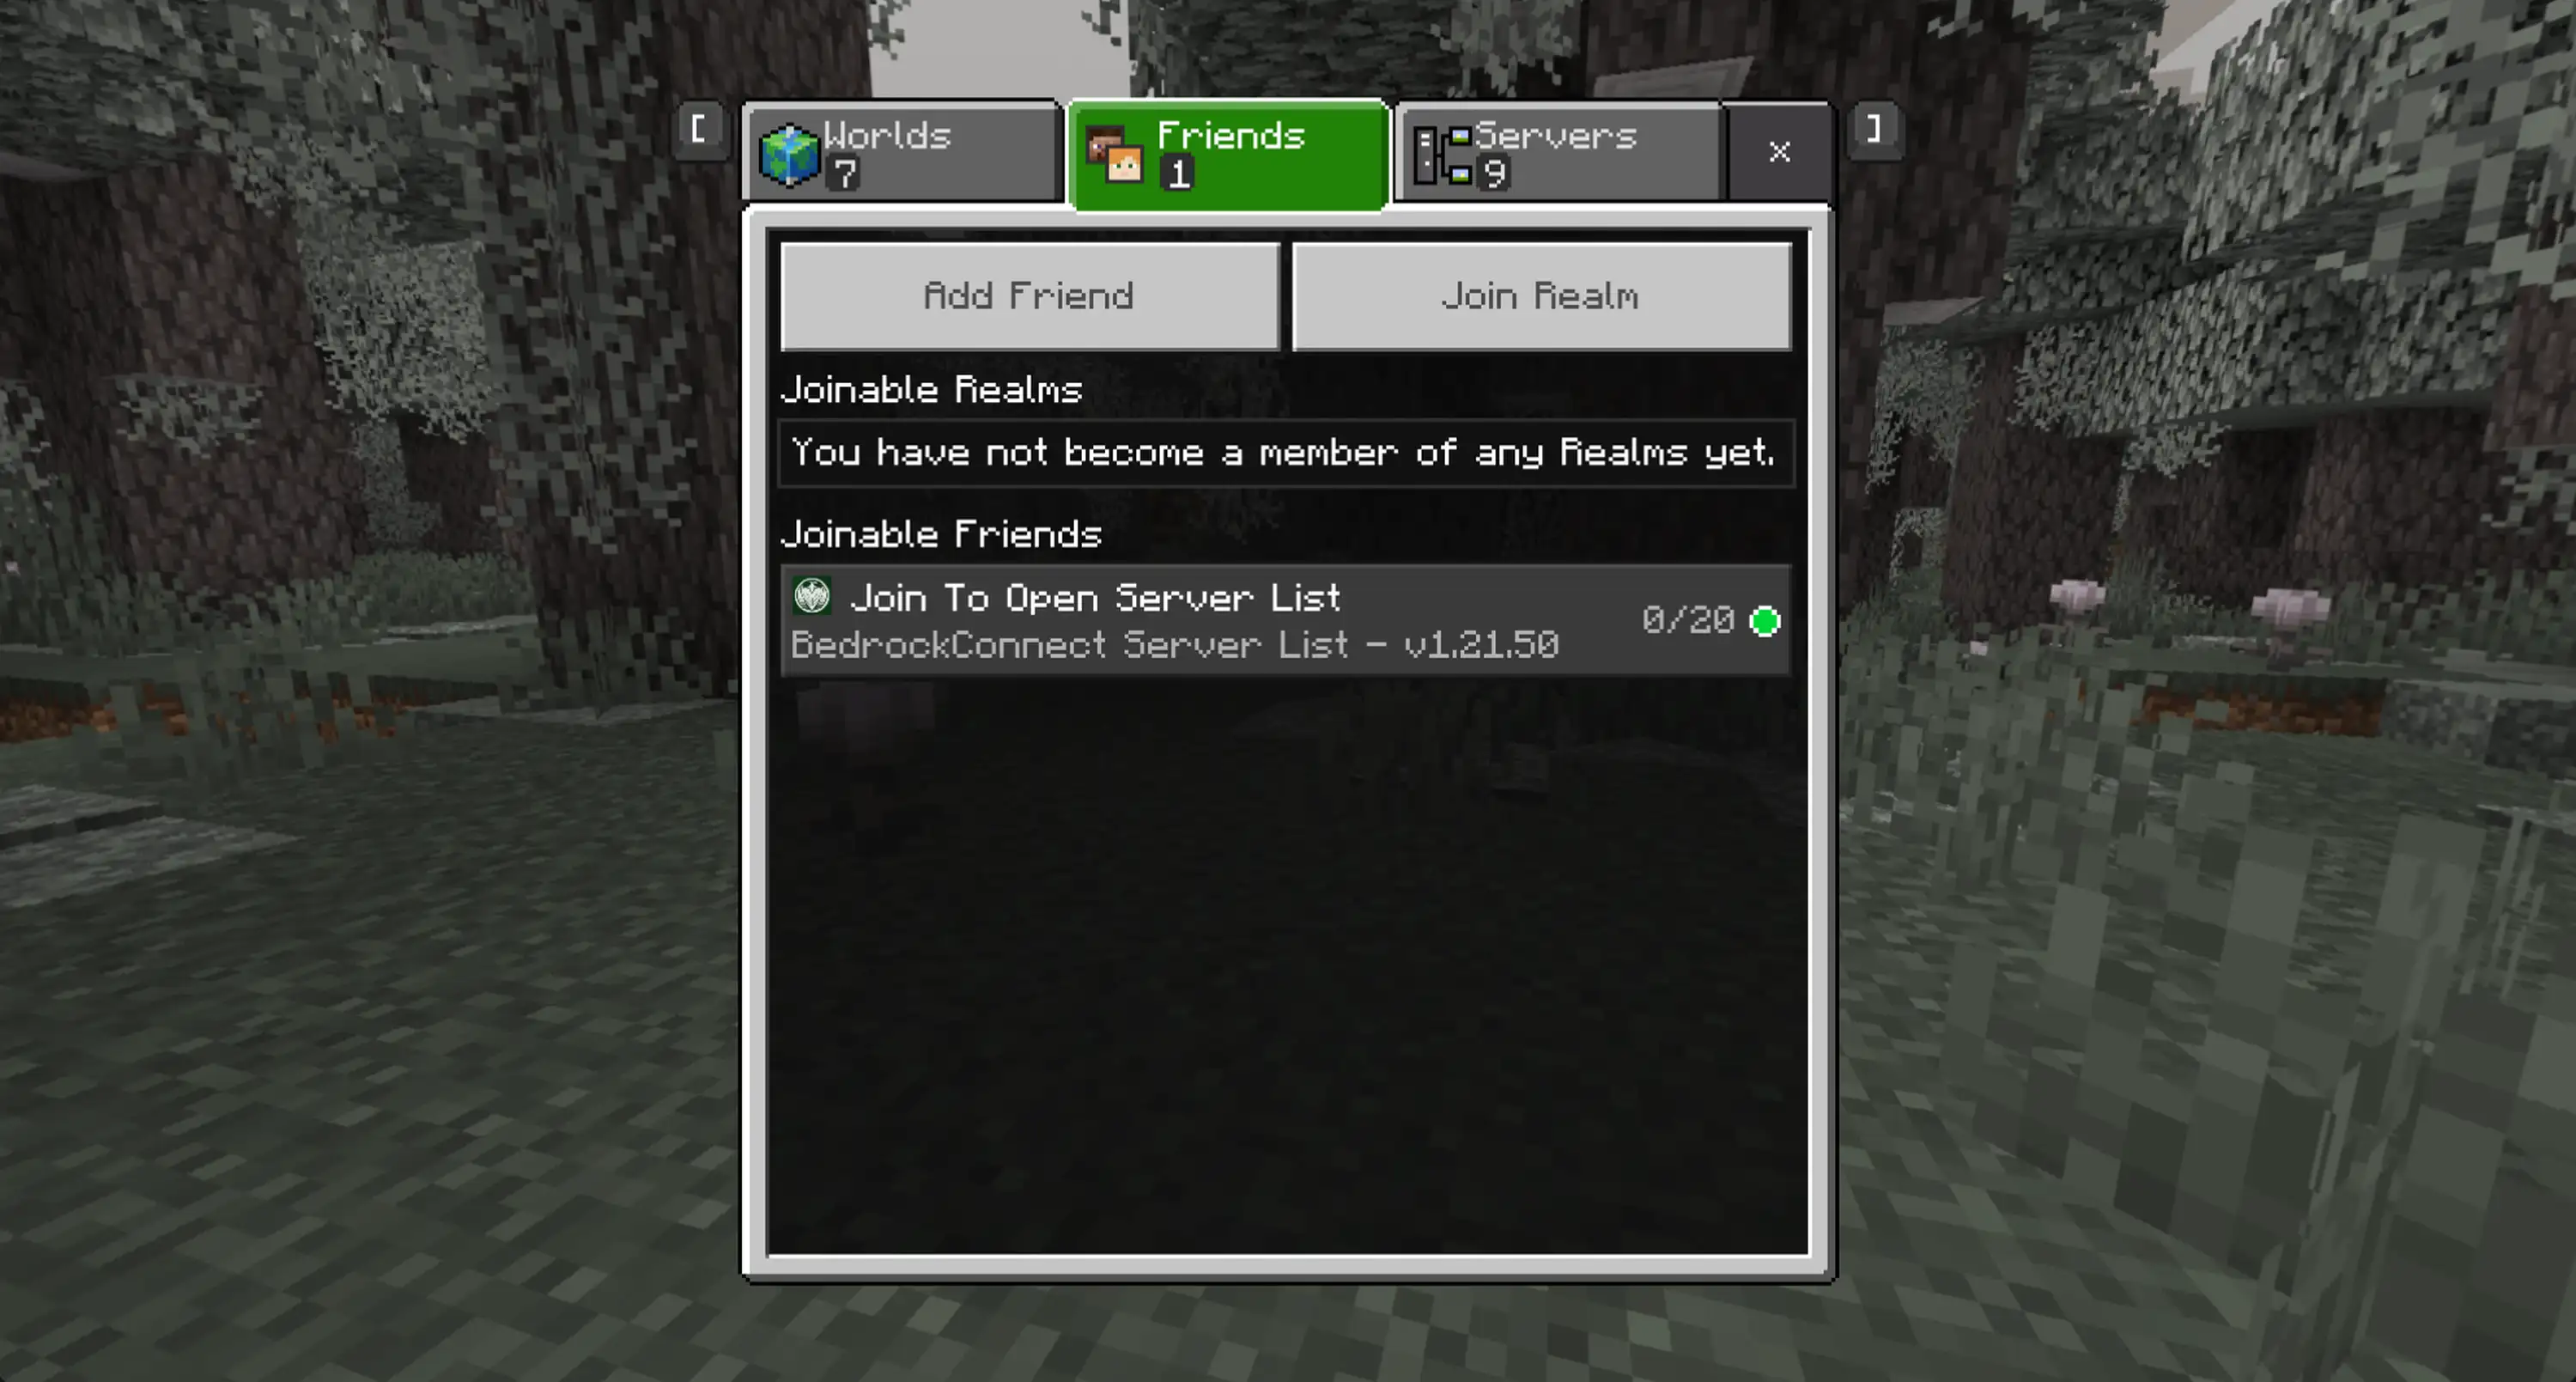 [
Worlds
7
Friends
1
Servers
9
x
]
Add Friend
Join Realm
Joinable Realms
You have not become a member of any Realms yet.
Joinable Friends
Join To Open Server List
BedrockConnect Server List - v1.21.50
0/20